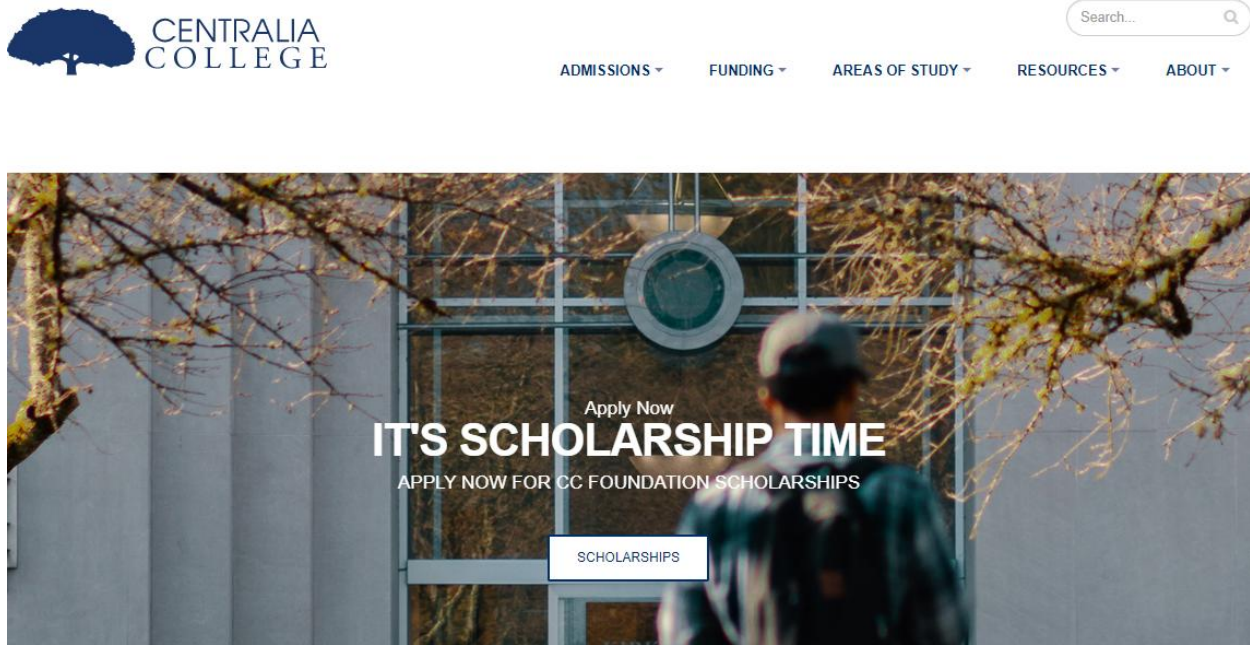 CENTRALIA
COLLEGE
Search...
ADMISSIONS
FUNDING
AREAS OF STUDY
RESOURCES
ABOUT
Apply Now
IT'S SCHOLARSHIP TIME
APPLY NOW FOR CC FOUNDATION SCHOLARSHIPS
SCHOLARSHIPS